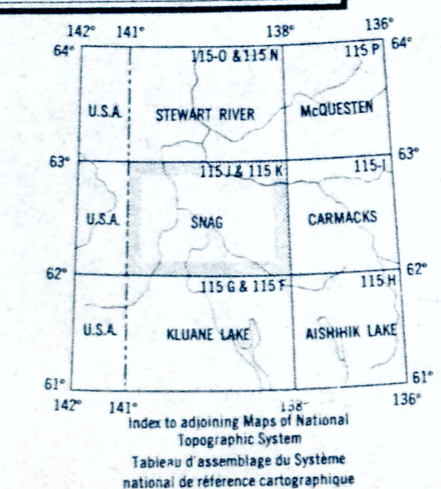 142° 141° 138° 136°
64° 115-O & 115 N 115 P 64°
U.S.A. STEWART RIVER McQUESTEN
63° 115 J & 115 K 115-I 63°
U.S.A. SNAG CARMACKS
62° 115 G & 115 F 115 H 62°
U.S.A. KLUANE LAKE AISHIHIK LAKE
61° 61°
142° 141° 138° 136°
Index to adjoining Maps of National
Topographic System
Tableau d'assemblage du Système
national de référence cartographique